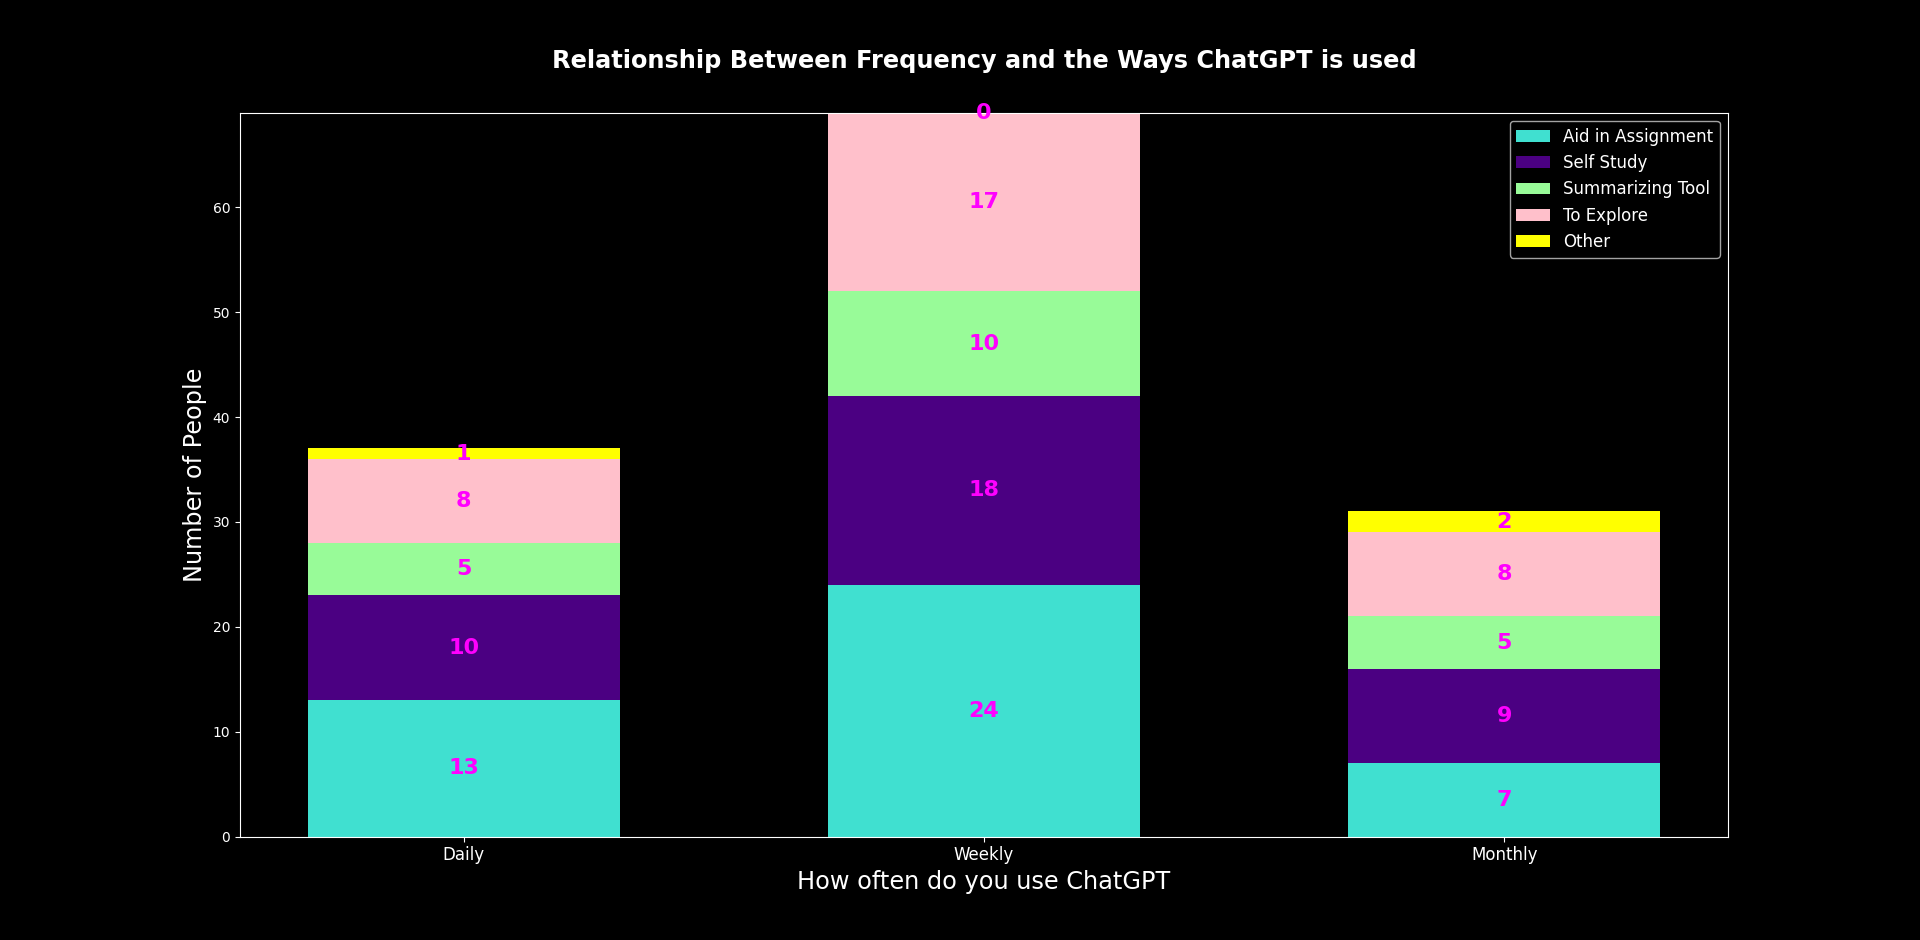 Relationship Between Frequency and the Ways ChatGPT is used
Number of People
60
50
40
30
20
10
0
1
8
5
10
13
0
17
10
18
24
2
8
5
9
7
Aid in Assignment
Self Study
Summarizing Tool
To Explore
Other
Daily
Weekly
Monthly
How often do you use ChatGPT